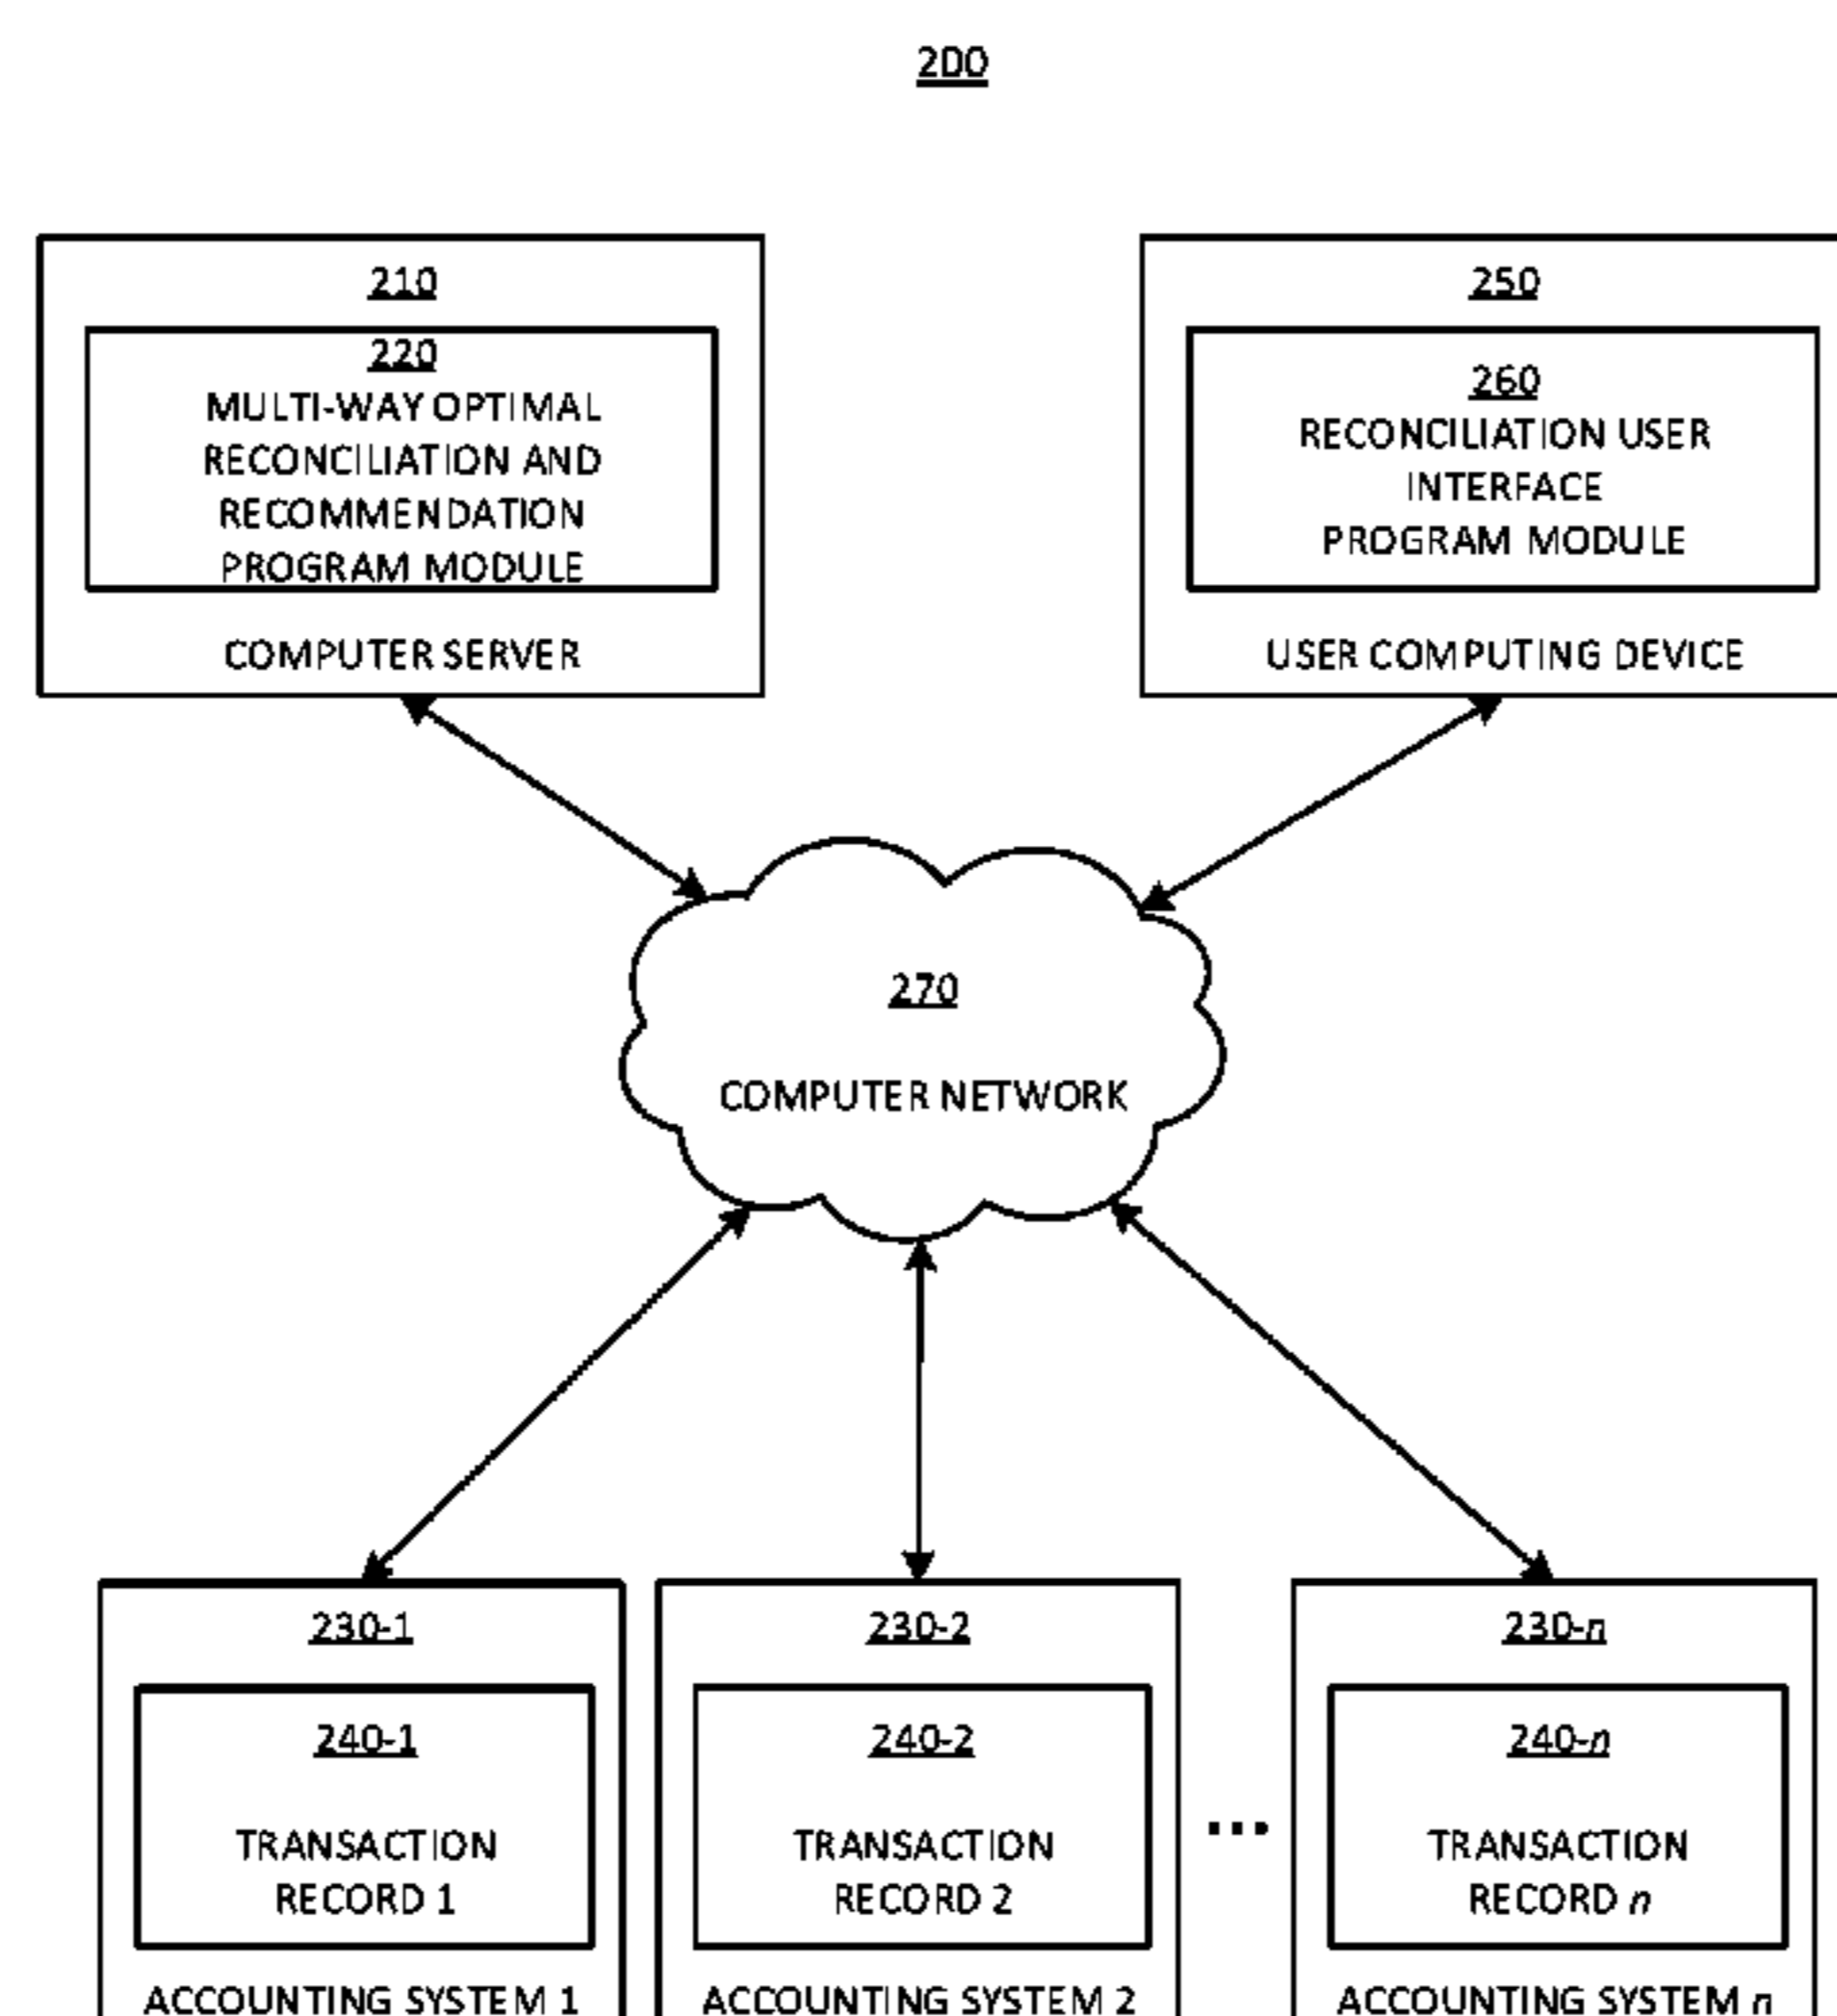 200
210
220
MULTI-WAY OPTIMAL
RECONCILIATION AND
RECOMMENDATION
PROGRAM MODULE
COMPUTER SERVER
250
260
RECONCILIATION USER
INTERFACE
PROGRAM MODULE
USER COMPUTING DEVICE
270
COMPUTER NETWORK
230-1
240-1
TRANSACTION
RECORD 1
ACCOUNTING SYSTEM 1
230-2
240-2
TRANSACTION
RECORD 2
ACCOUNTING SYSTEM 2
...
230-n
240-n
TRANSACTION
RECORD n
ACCOUNTING SYSTEM n